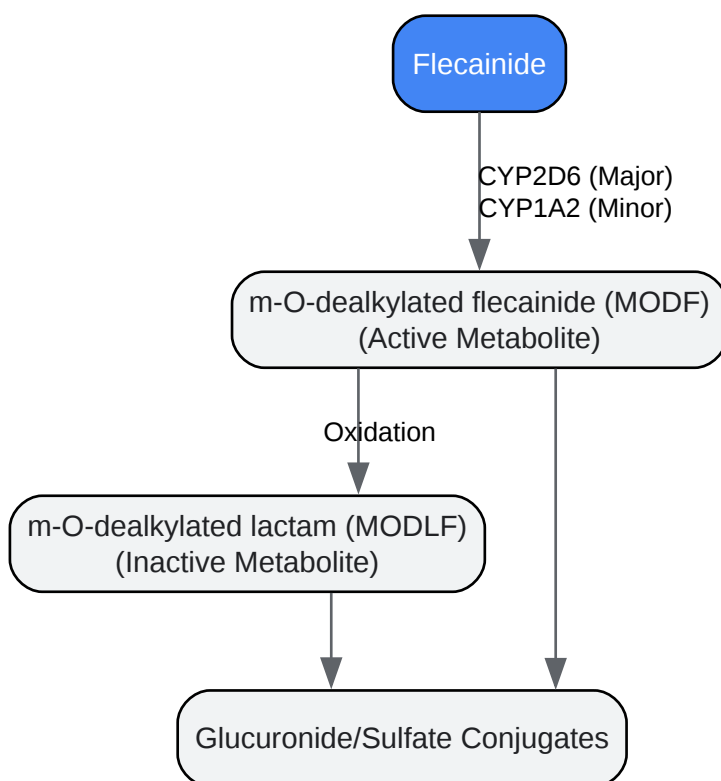 Flecainide
CYP2D6 (Major)
CYP1A2 (Minor)
m-O-dealkylated flecainide (MODF)
(Active Metabolite)
Oxidation
m-O-dealkylated lactam (MODLF)
(Inactive Metabolite)
Glucuronide/Sulfate Conjugates